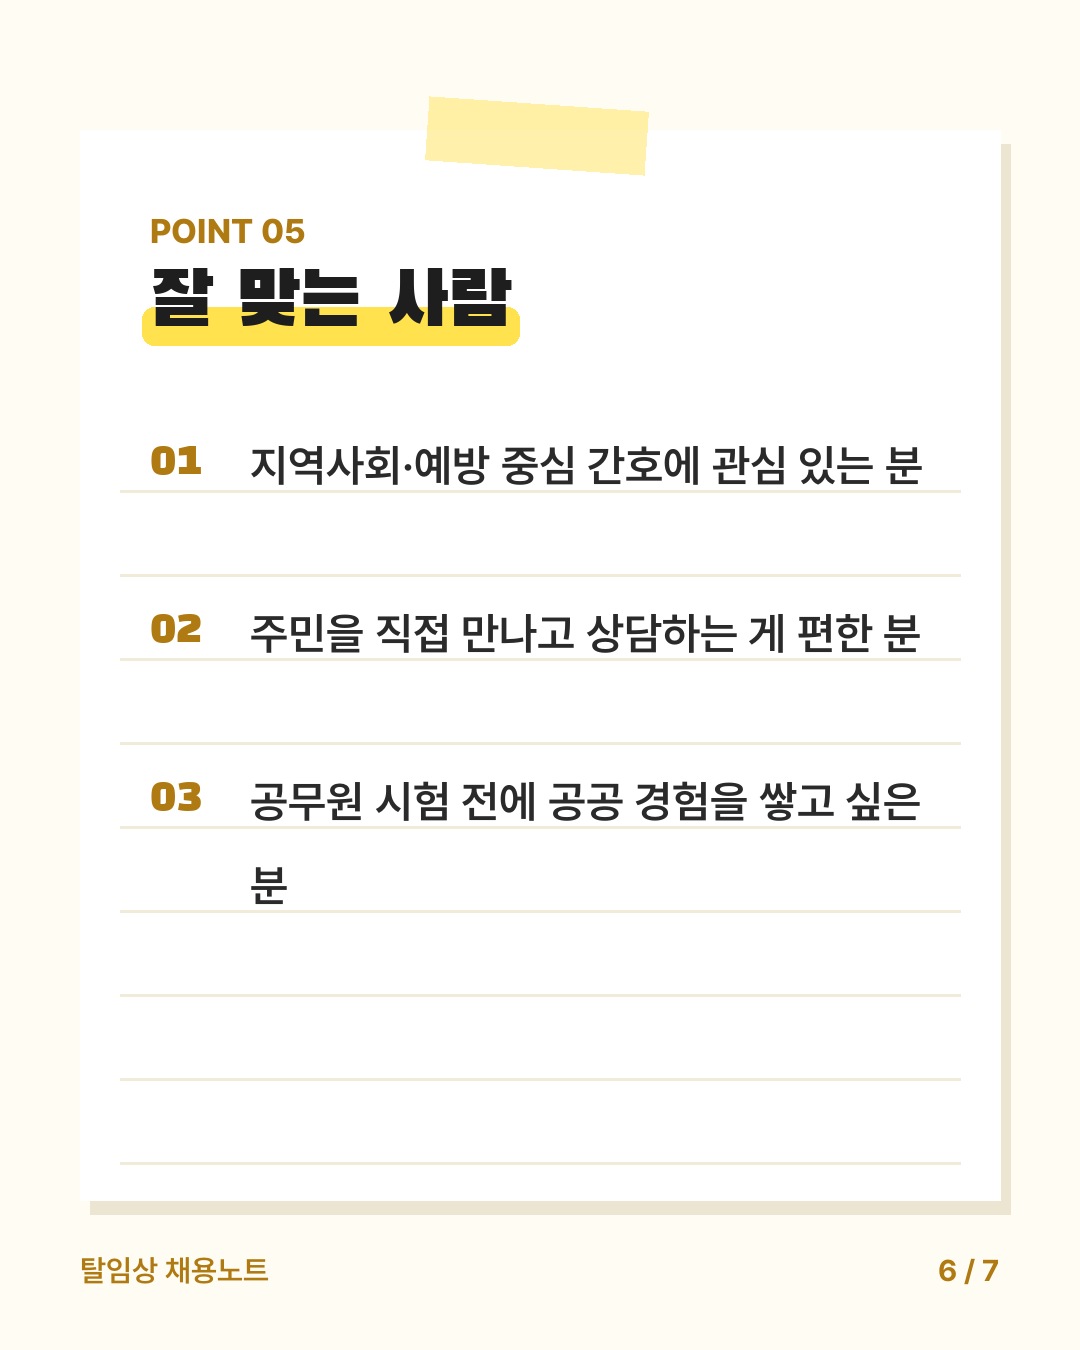 POINT 05
잘 맞는 사람
01 지역사회·예방 중심 간호에 관심 있는 분
02 주민을 직접 만나고 상담하는 게 편한 분
03 공무원 시험 전에 공공 경험을 쌓고 싶은
분
탈임상 채용노트
6 / 7